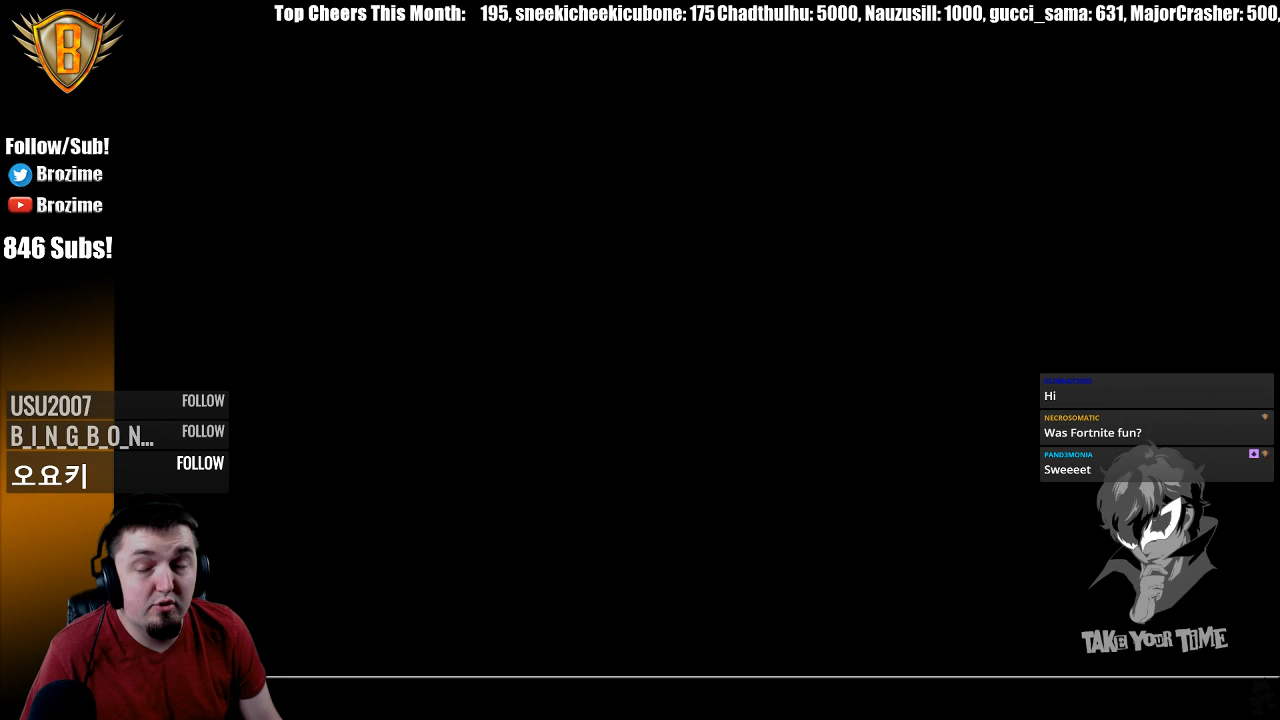 Top Cheers This Month: 195, sneekicheekicubone: 175 Chadthulhu: 5000, Nauzusill: 1000, gucci_sama: 631, MajorCrasher: 500,
B
Follow/Sub!
Brozime
Brozime
846 Subs!
USU2007 FOLLOW
B_I_N_G_B_O_N... FOLLOW
오요키 FOLLOW
Hi
NECROSOMATIC
Was Fortnite fun?
PAND3MONIA
Sweeeet
TAKE YOUR TIME